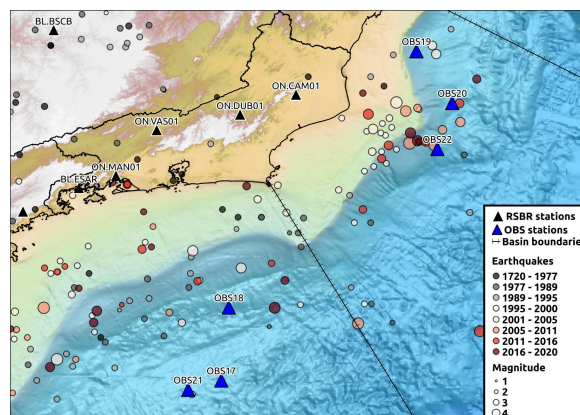 BL.BSCB
OBS19
ON.CAM01
OBS20
ON.DUB01
ON.VAS01
OBS22
ON.MAN01
BL.ESAR
RSBR stations
OBS stations
Basin boundarie
Earthquakes
1720 - 1977
1977 - 1989
1989 - 1995
1995 - 2000
2001 - 2005
2005 - 2011
2011 - 2016
2016 - 2020
Magnitude
1
2
3
4
OBS18
OBS17
OBS21